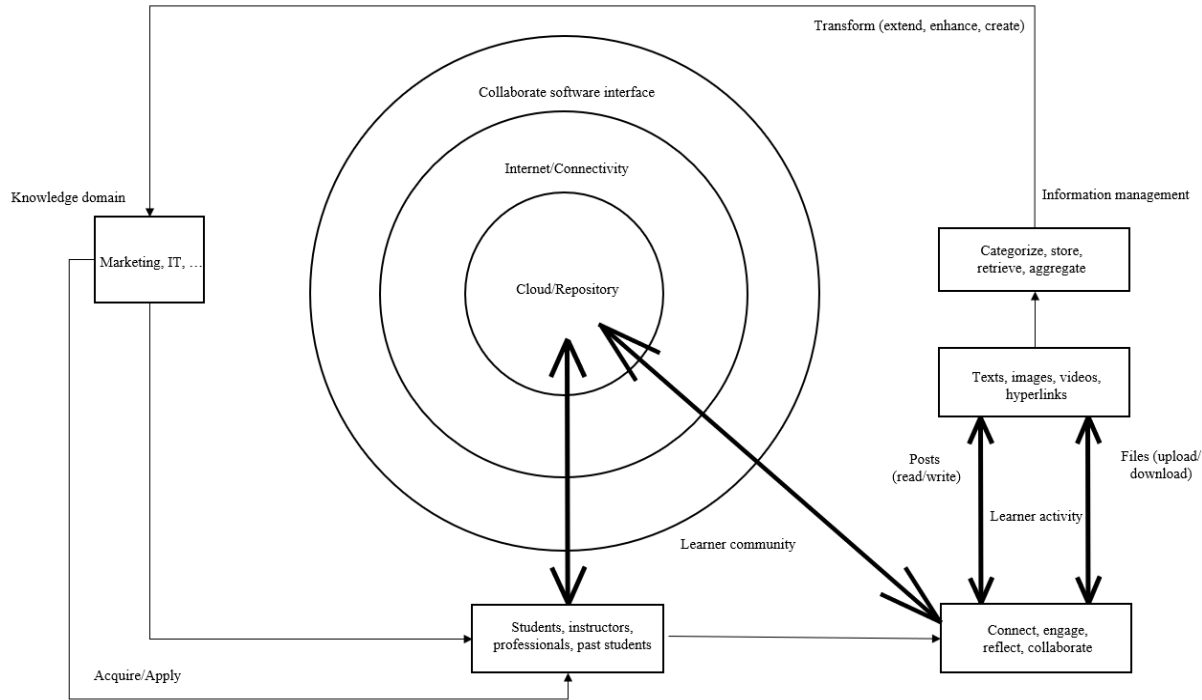 Transform (extend, enhance, create)
Collaborate software interface
Internet/Connectivity
Knowledge domain
Information management
Marketing, IT, …
Categorize, store,
retrieve, aggregate
Cloud/Repository
Texts, images, videos,
hyperlinks
Posts
(read/write)
Files (upload/
download)
Learner activity
Learner community
Students, instructors,
professionals, past students
Connect, engage,
reflect, collaborate
Acquire/Apply